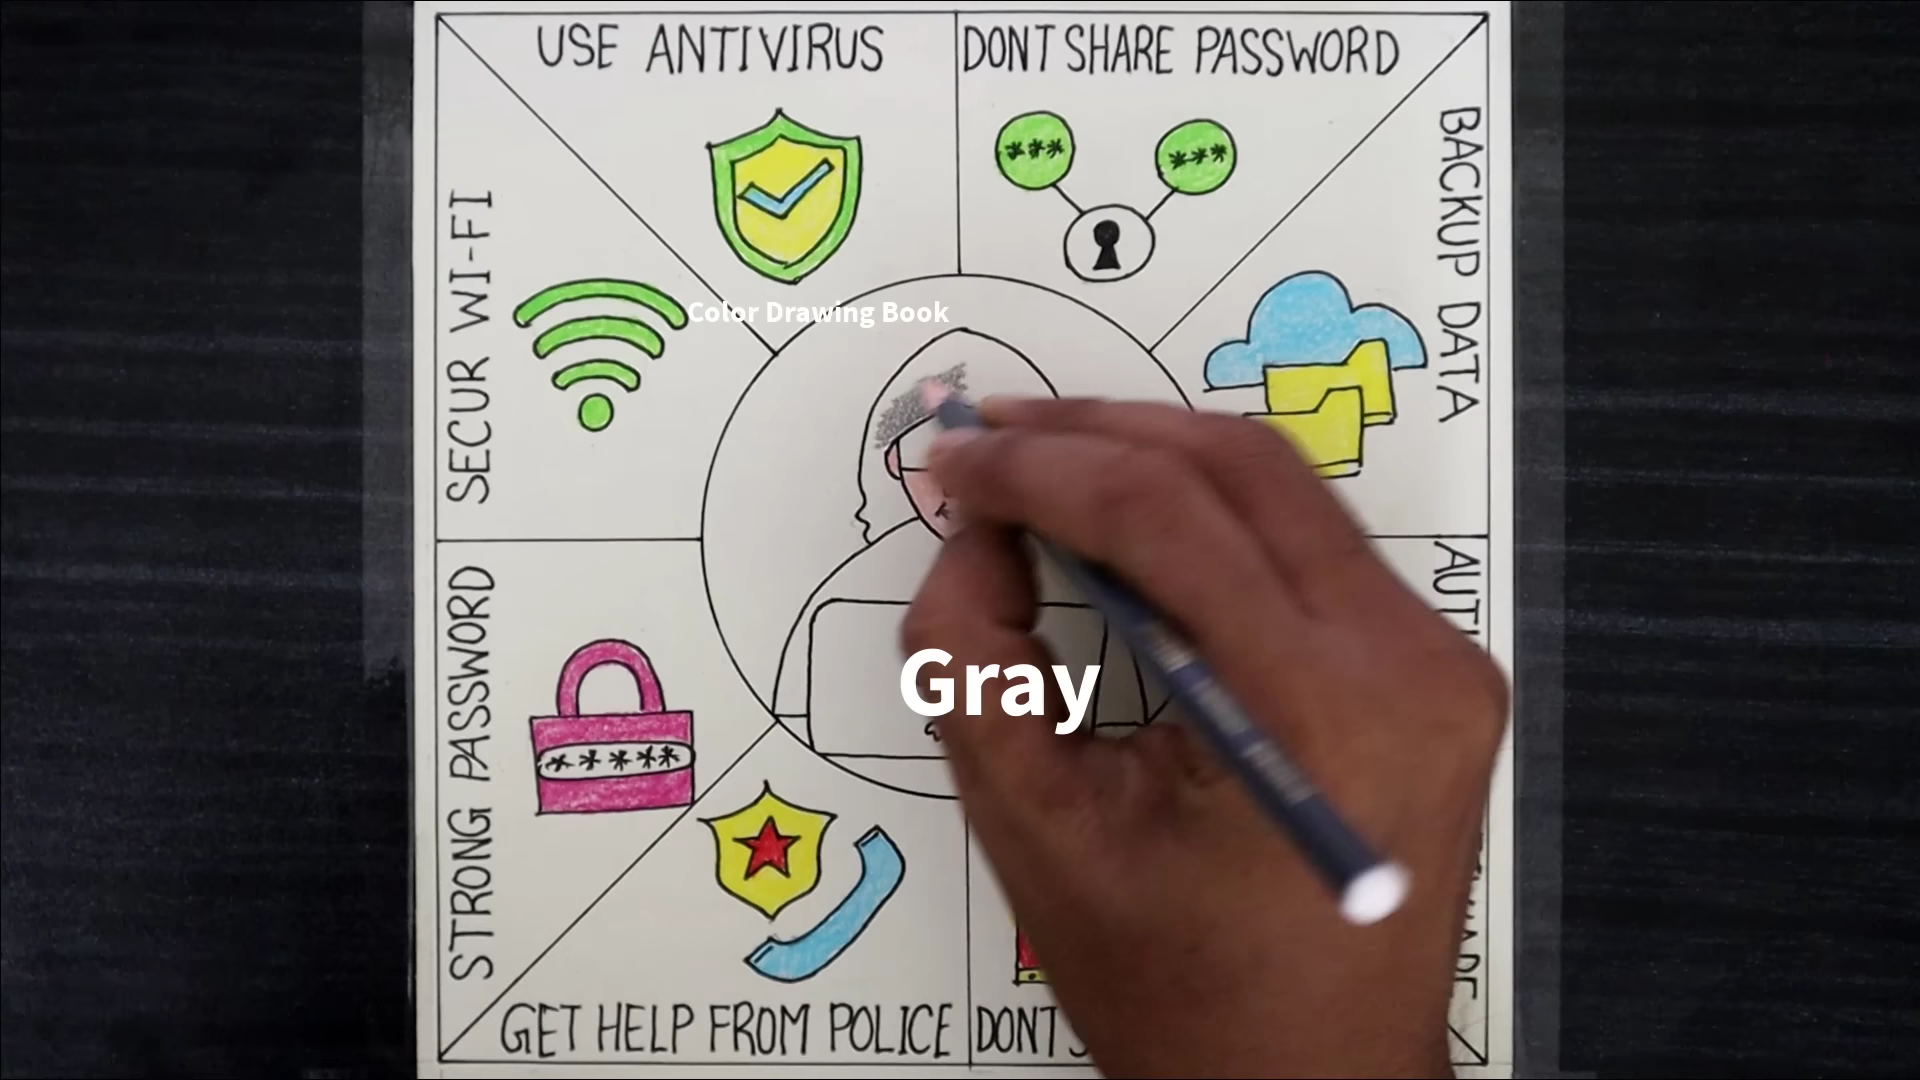 USE ANTIVIRUS
DONT SHARE PASSWORD
BACKUP DATA
SECUR WI-FI
*** ***
Color Drawing Book
STRONG PASSWORD
*****
Gray
GET HELP FROM POLICE
DONT